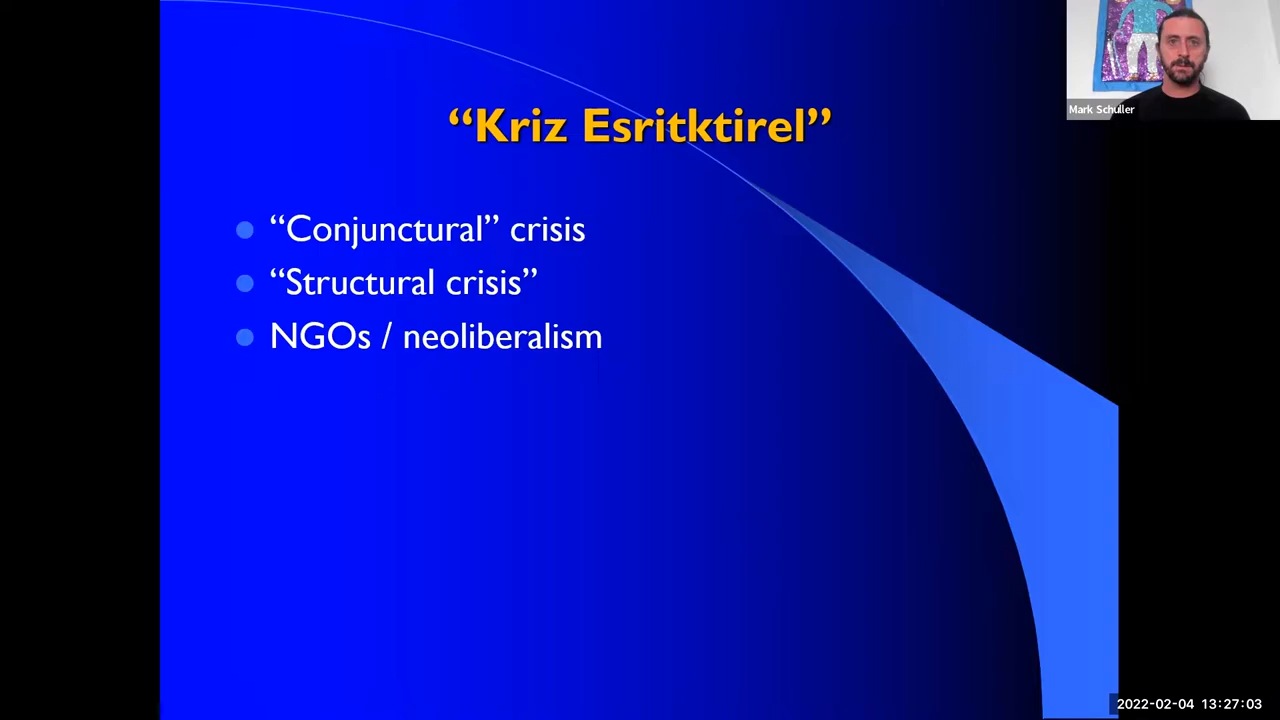 “Kriz Esritktirel”
Mark Schuller
“Conjunctural” crisis
“Structural crisis”
NGOs / neoliberalism
2022-02-04 13:27:03